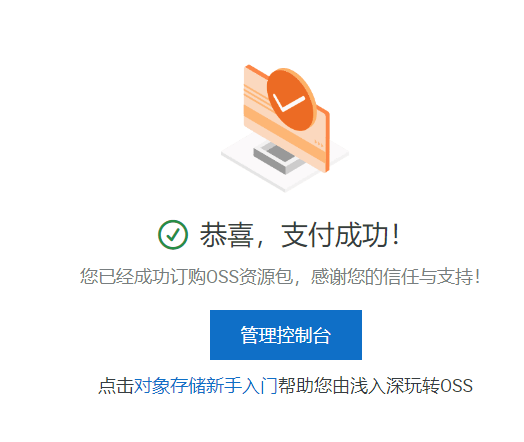 恭喜，支付成功！
您已经成功订购OSS资源包，感谢您的信任与支持！
管理控制台
点击对象存储新手入门帮助您由浅入深玩转OSS